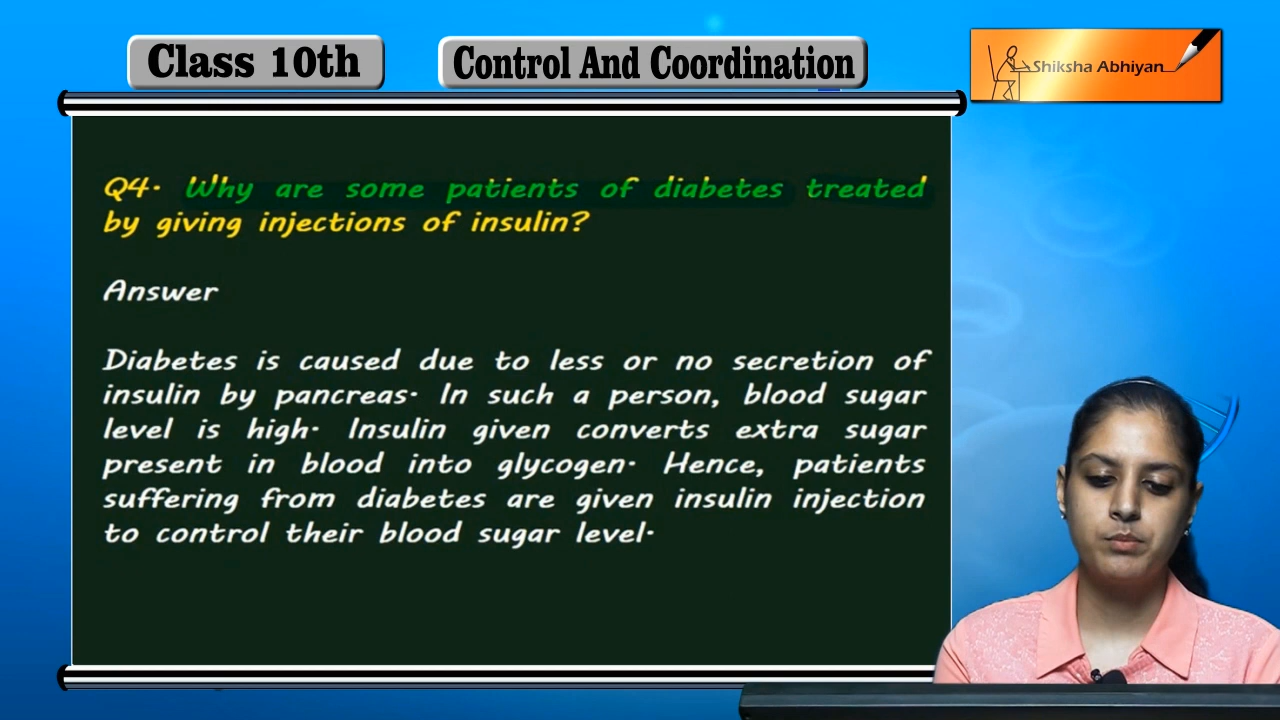 Class 10th
Control And Coordination
Shiksha Abhiyan
Q4. Why are some patients of diabetes treated
by giving injections of insulin?
Answer
Diabetes is caused due to less or no secretion of
insulin by pancreas. In such a person, blood sugar
level is high. Insulin given converts extra sugar
present in blood into glycogen. Hence, patients
suffering from diabetes are given insulin injection
to control their blood sugar level.